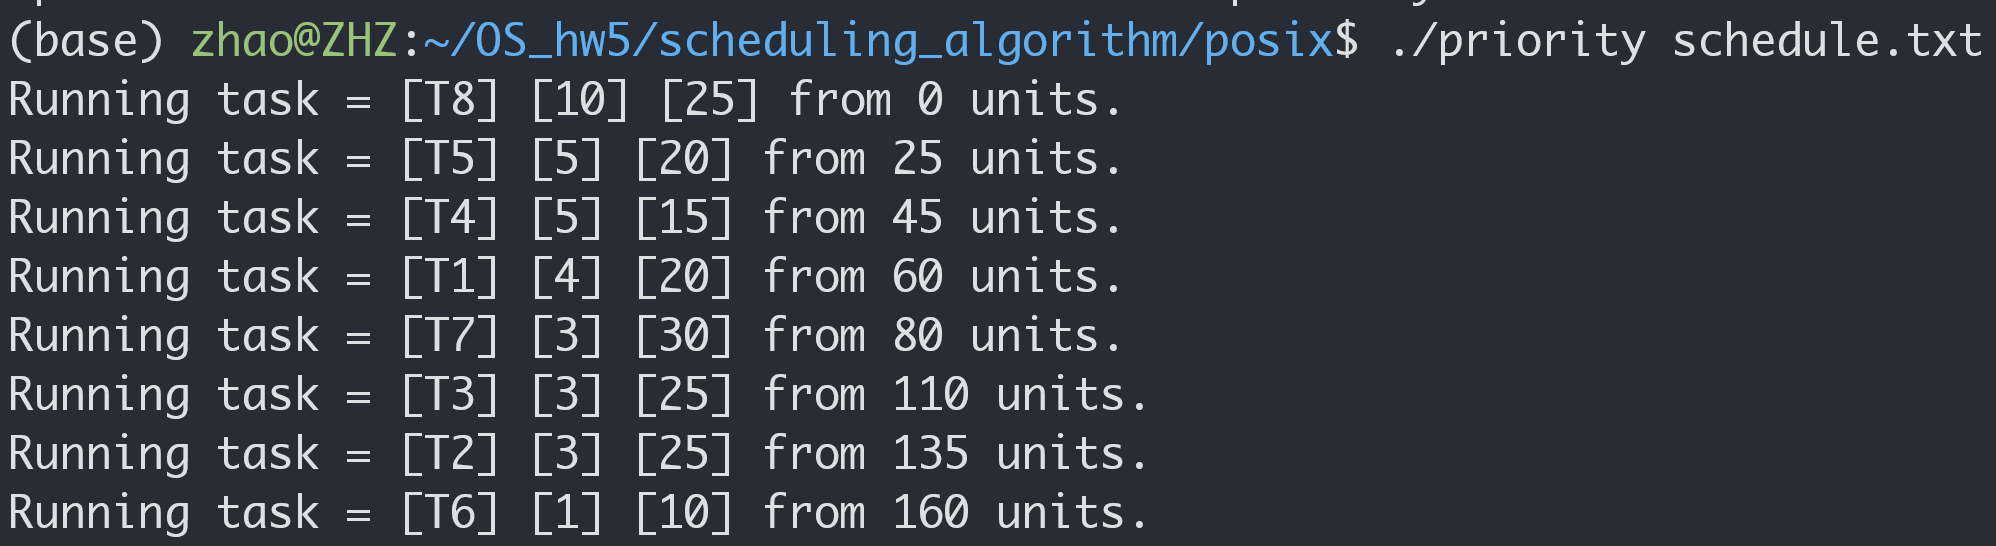 (base) zhao@ZHZ:~/OS_hw5/scheduling_algorithm/posix$ ./priority schedule.txt
Running task = [T8] [10] [25] from 0 units.
Running task = [T5] [5] [20] from 25 units.
Running task = [T4] [5] [15] from 45 units.
Running task = [T1] [4] [20] from 60 units.
Running task = [T7] [3] [30] from 80 units.
Running task = [T3] [3] [25] from 110 units.
Running task = [T2] [3] [25] from 135 units.
Running task = [T6] [1] [10] from 160 units.